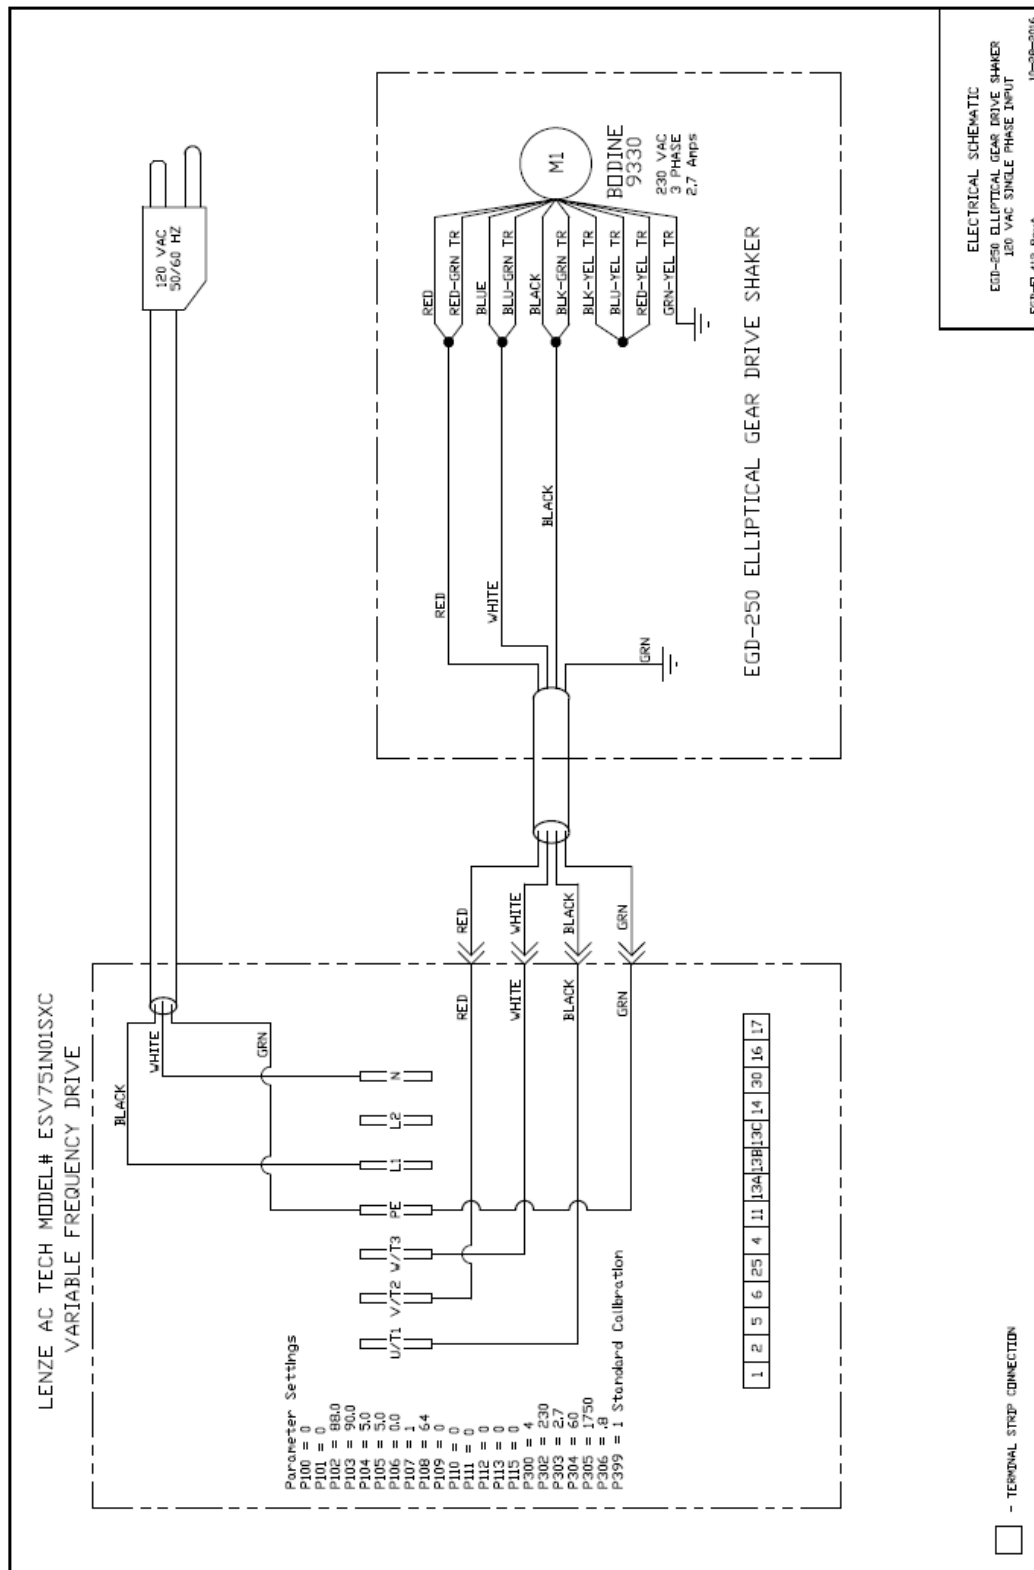 LENZE AC TECH MODEL# ESV751N01SXC
VARIABLE FREQUENCY DRIVE
120 VAC
50/60 HZ
BLACK
WHITE
GRN
U/T1
V/T2
W/T3
PE
L1
L2
N
Parameter Settings
P100 = 0
P101 = 0
P102 = 88.0
P103 = 90.0
P104 = 5.0
P105 = 5.0
P106 = 0.0
P107 = 1
P108 = 64
P109 = 0
P110 = 0
P111 = 0
P112 = 0
P113 = 0
P115 = 0
P300 = 4
P302 = 230
P303 = 2.7
P304 = 60
P305 = 1750
P306 = .8
P399 = 1 Standard Calibration
RED
WHITE
BLACK
GRN
RED
WHITE
BLACK
GRN
1 2 5 6 25 4 11 13A 13B 13C 14 30 16 17
RED
WHITE
BLACK
GRN
RED
RED-GRN TR
BLUE
BLU-GRN TR
BLACK
BLK-GRN TR
BLK-YEL TR
BLU-YEL TR
RED-YEL TR
GRN-YEL TR
M1
BODINE
9330
230 VAC
3 PHASE
2.7 Amps
EGD-250 ELLIPTICAL GEAR DRIVE SHAKER
- TERMINAL STRIP CONNECTION
ELECTRICAL SCHEMATIC
EGD-250 ELLIPTICAL GEAR DRIVE SHAKER
120 VAC SINGLE PHASE INPUT